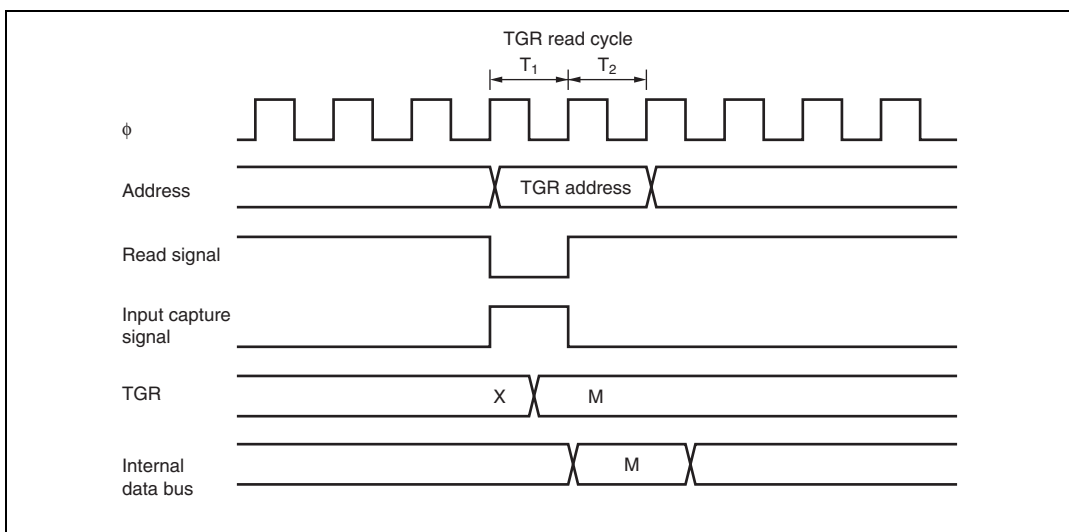 TGR read cycle
T1 T2
ϕ
Address
TGR address
Read signal
Input capture
signal
TGR
X M
Internal
data bus
M